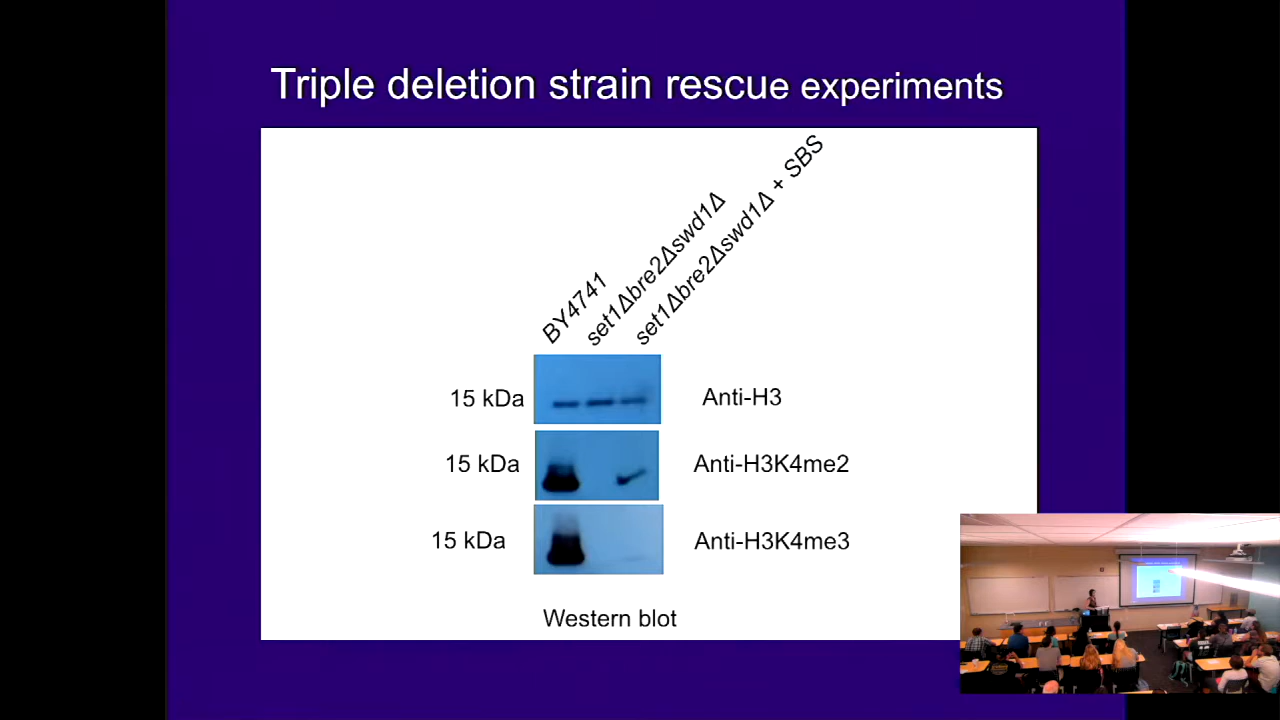 Triple deletion strain rescue experiments
BY4741
set1Δbre2Δswd1Δ
set1Δbre2Δswd1Δ + SBS
15 kDa
Anti-H3
15 kDa
Anti-H3K4me2
15 kDa
Anti-H3K4me3
Western blot